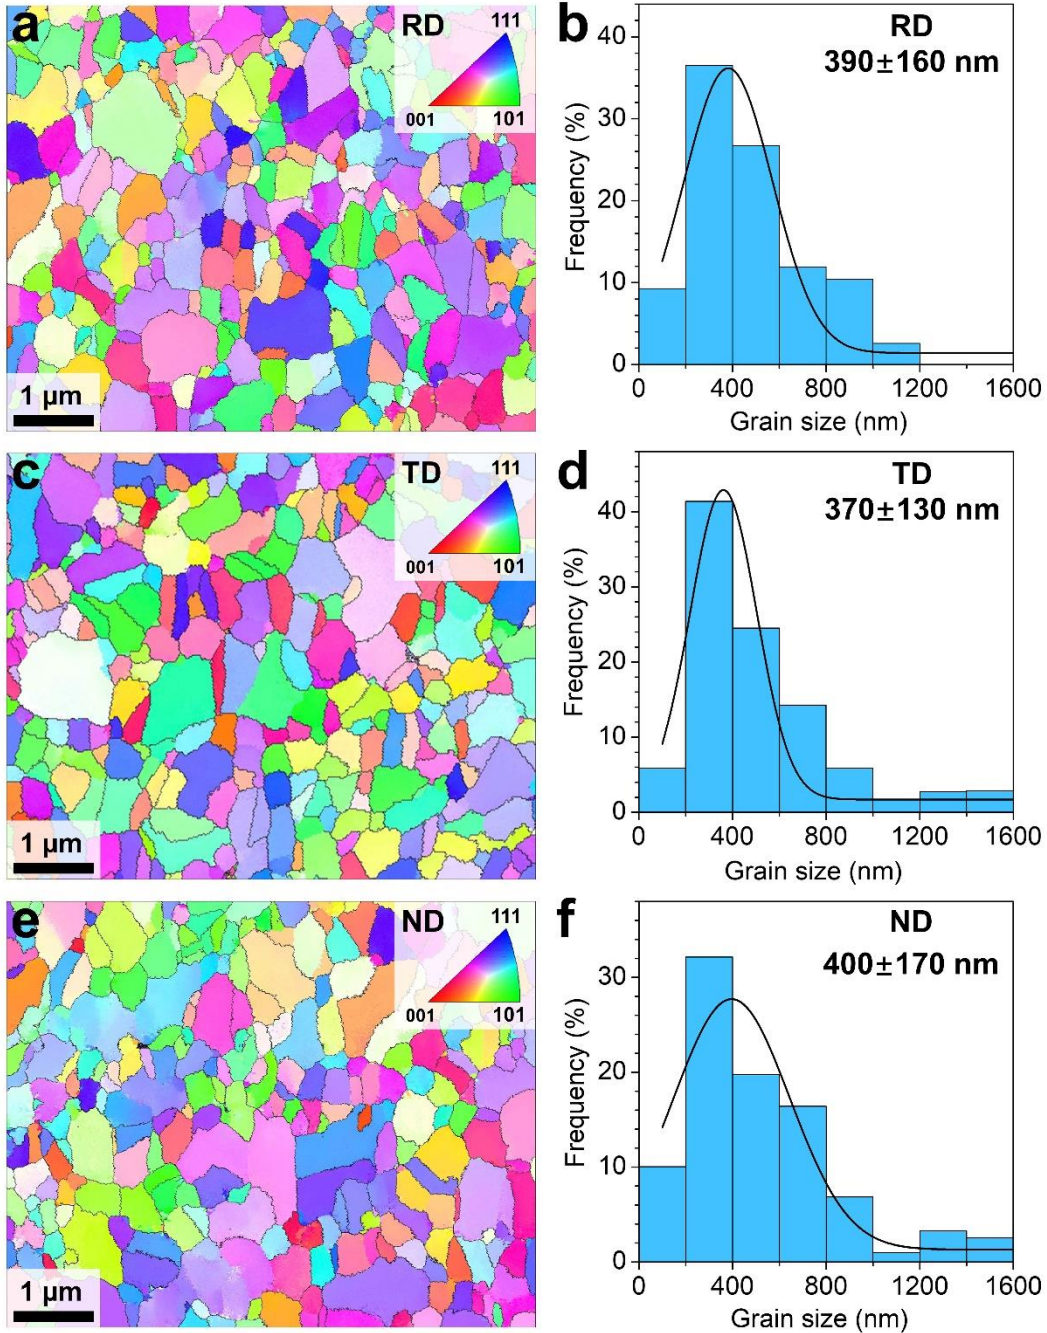 a
RD
111
001
101
1 µm
b
RD
390±160 nm
Frequency (%)
40
30
20
10
0
0
400
800
1200
1600
Grain size (nm)
c
TD
111
001
101
1 µm
d
TD
370±130 nm
Frequency (%)
40
30
20
10
0
0
400
800
1200
1600
Grain size (nm)
e
ND
111
001
101
1 µm
f
ND
400±170 nm
Frequency (%)
30
20
10
0
0
400
800
1200
1600
Grain size (nm)